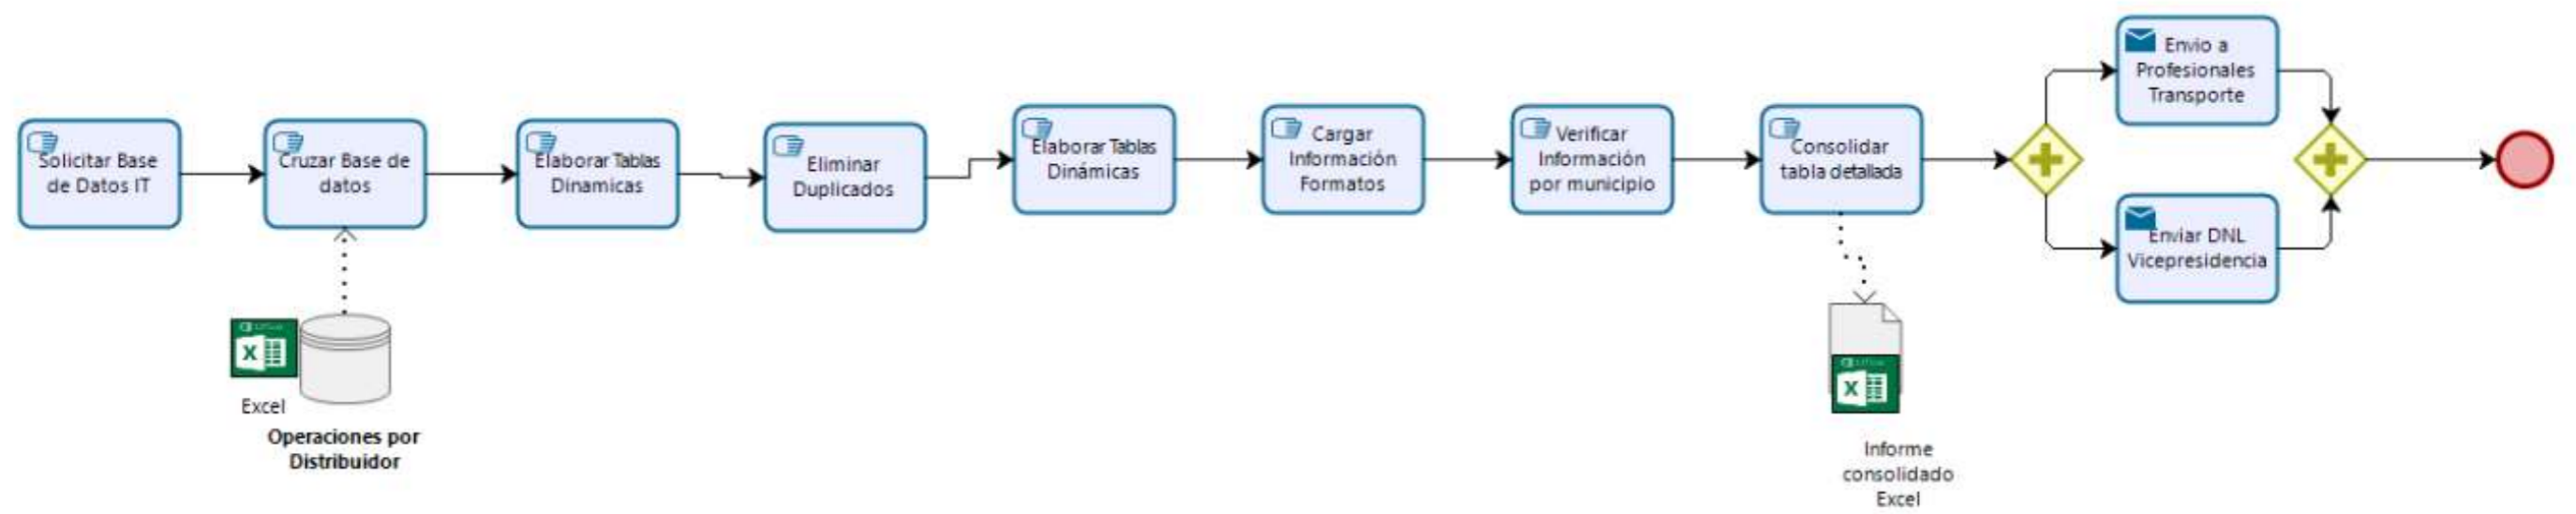 Solicitar Base
de Datos IT
Cruzar Base de
datos
Elaborar Tablas
Dinamicas
Eliminar
Duplicados
Elaborar Tablas
Dinámicas
Cargar
Información
Formatos
Verificar
Información
por municipio
Consolidar
tabla detallada
Envio a
Profesionales
Transporte
Enviar DNL
Vicepresidencia
Office
X
Excel
Operaciones por
Distribuidor
Office
X
Informe
consolidado
Excel